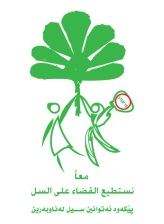 معاً
نستطيع القضاء على السل
پێکەوە ئەتوانین سیل لەناوبەرین